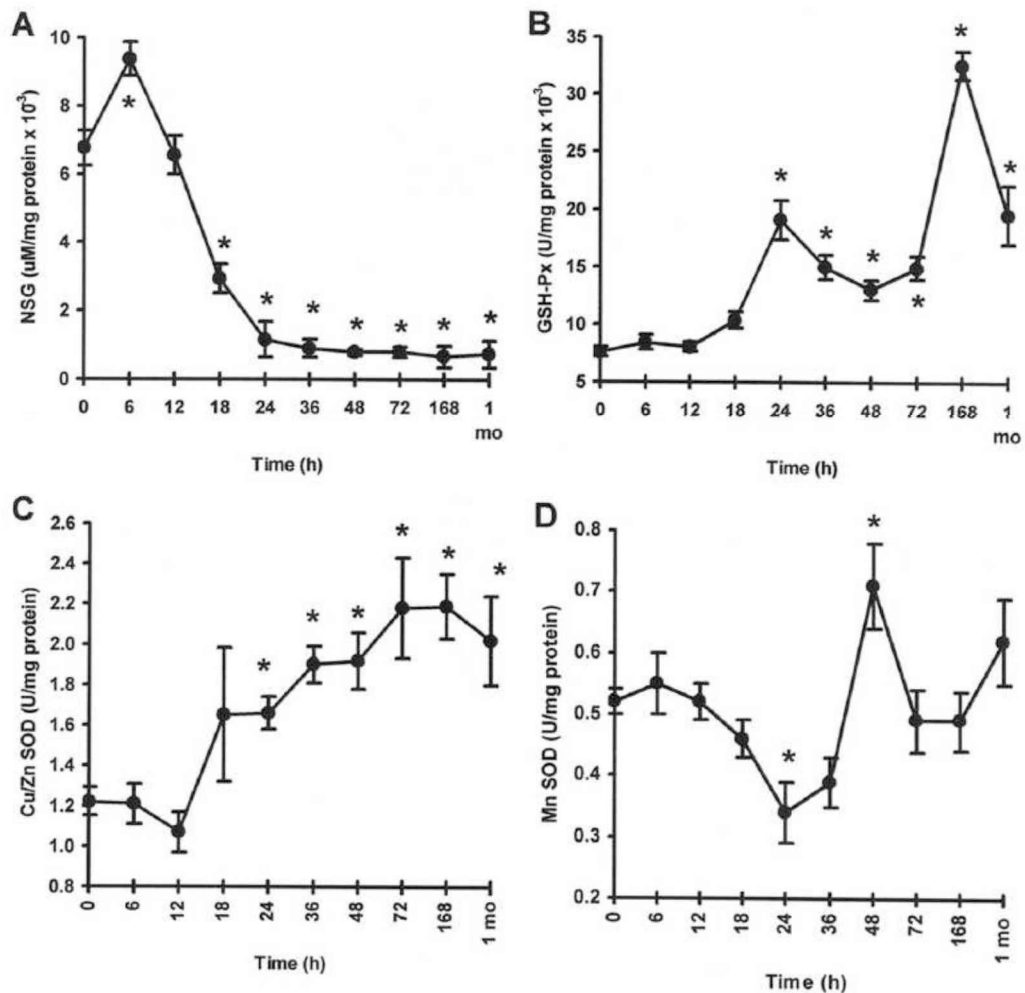 A
NSG (uM/mg protein x 10⁻³)
10
8
6
4
2
0
*
*
*
*
*
*
*
*
0 6 12 18 24 36 48 72 168 1
mo
Time (h)
B
GSH-Px (U/mg protein x 10⁻³)
35
30
25
20
15
10
5
*
*
*
*
*
*
0 6 12 18 24 36 48 72 168 1
mo
Time (h)
C
Cu/Zn SOD (U/mg protein)
2.6
2.4
2.2
2.0
1.8
1.6
1.4
1.2
1.0
0.8
*
*
*
*
*
*
0 6 12 18 24 36 48 72 168 1 mo
Time (h)
D
Mn SOD (U/mg protein)
0.8
0.7
0.6
0.5
0.4
0.3
0.2
*
*
0 6 12 18 24 36 48 72 168 1 mo
Time (h)